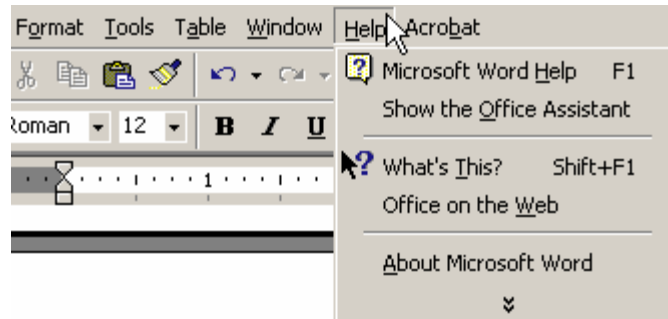 Format Tools Table Window Help Acrobat
Microsoft Word Help F1
Show the Office Assistant
Roman 12 B I U
What's This? Shift+F1
1
Office on the Web
About Microsoft Word